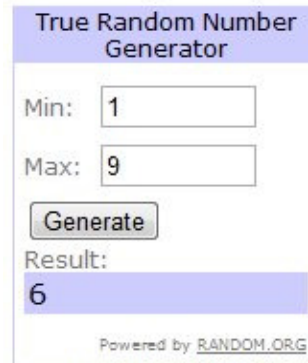 True Random Number
Generator
Min: 1
Max: 9
Generate
Result:
6
Powered by RANDOM.ORG